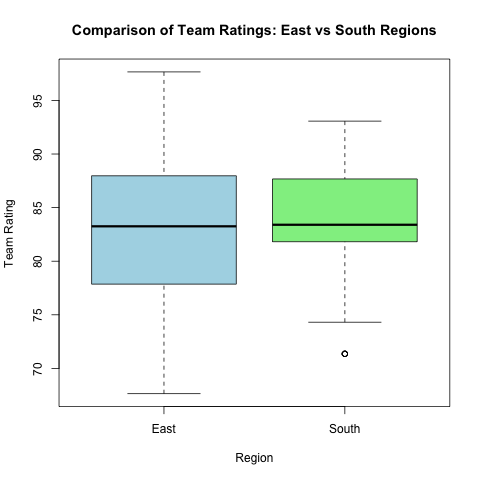 Comparison of Team Ratings: East vs South Regions
Team Rating
95
90
85
80
75
70
East
South
Region